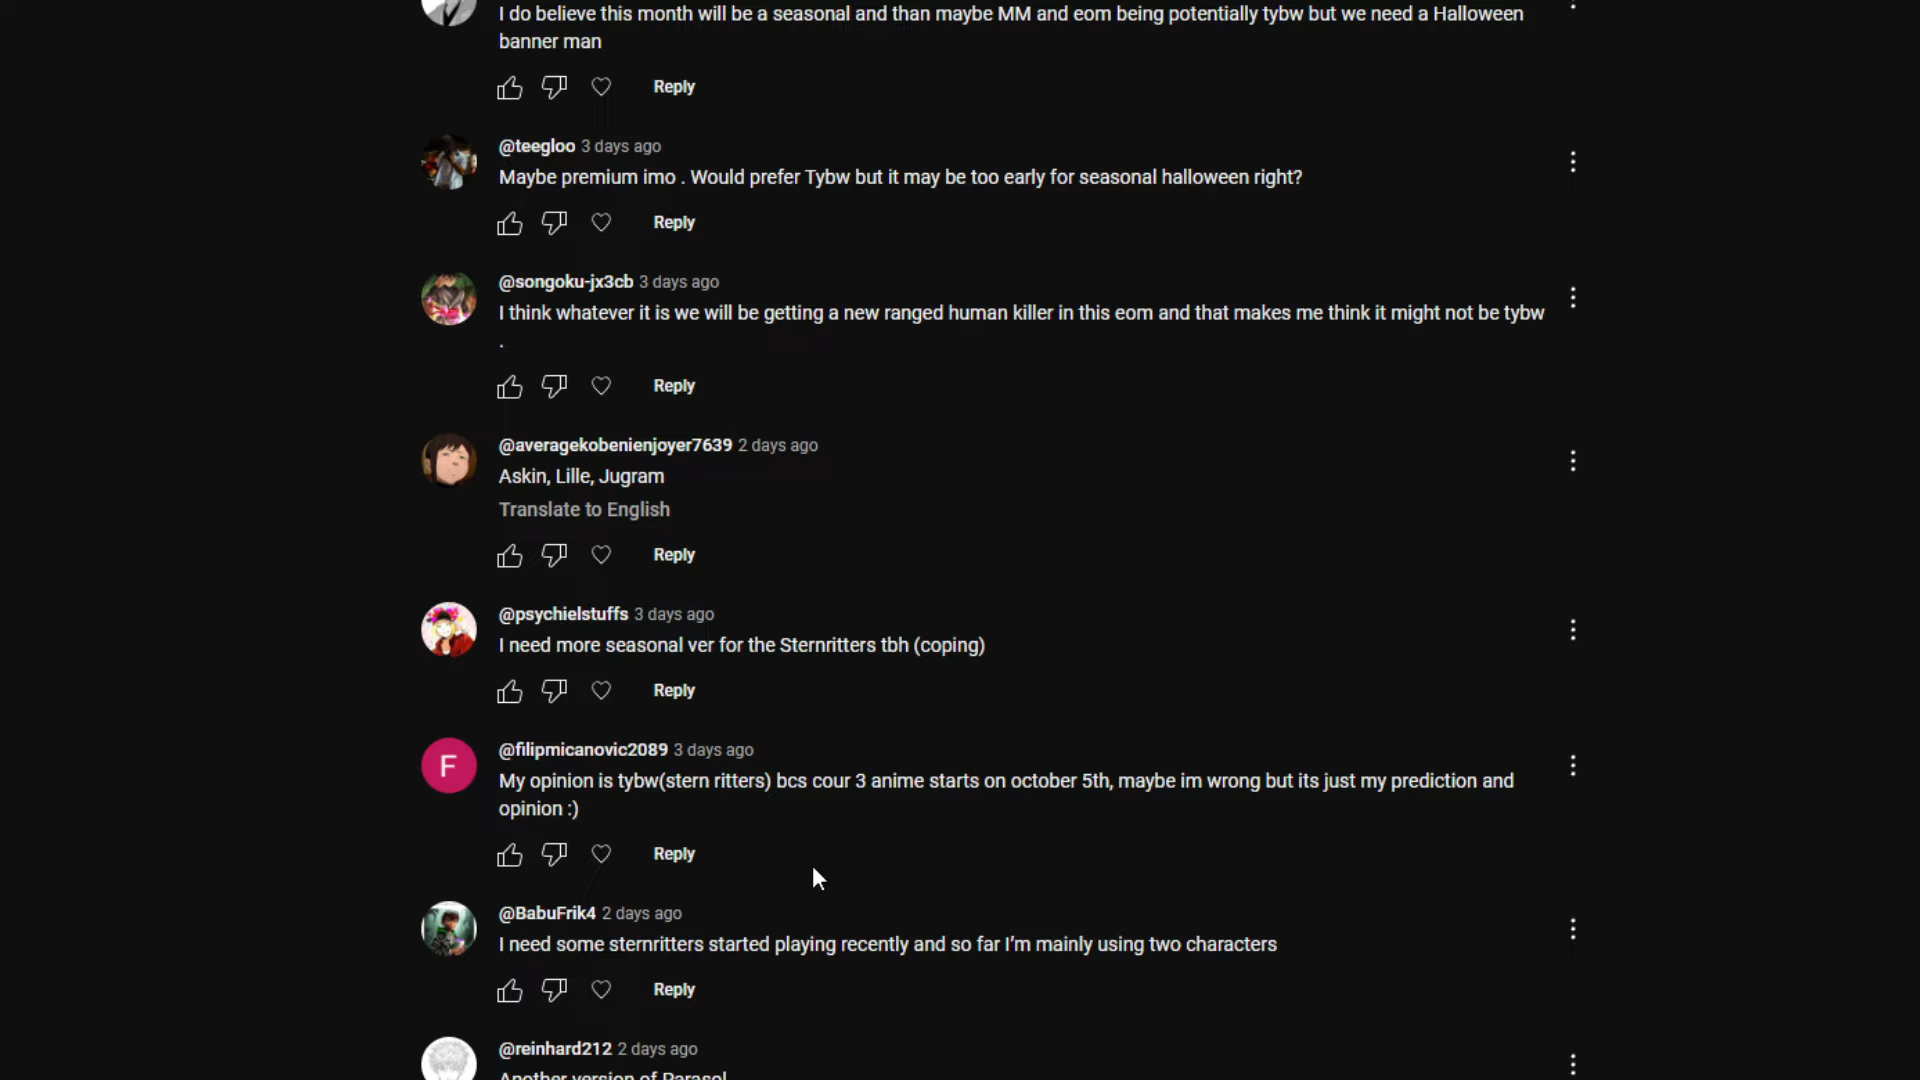 I do believe this month will be a seasonal and than maybe MM and eom being potentially tybw but we need a Halloween
banner man
Reply
@teegloo 3 days ago
Maybe premium imo . Would prefer Tybw but it may be too early for seasonal halloween right?
Reply
@songoku-jx3cb 3 days ago
I think whatever it is we will be getting a new ranged human killer in this eom and that makes me think it might not be tybw
.
Reply
@averagekobenienjoyer7639 2 days ago
Askin, Lille, Jugram
Translate to English
Reply
@psychielstuffs 3 days ago
I need more seasonal ver for the Sternritters tbh (coping)
Reply
F
@filipmicanovic2089 3 days ago
My opinion is tybw(stern ritters) bcs cour 3 anime starts on october 5th, maybe im wrong but its just my prediction and
opinion :)
Reply
@BabuFrik4 2 days ago
I need some sternritters started playing recently and so far I’m mainly using two characters
Reply
@reinhard212 2 days ago
Another version of Parasol